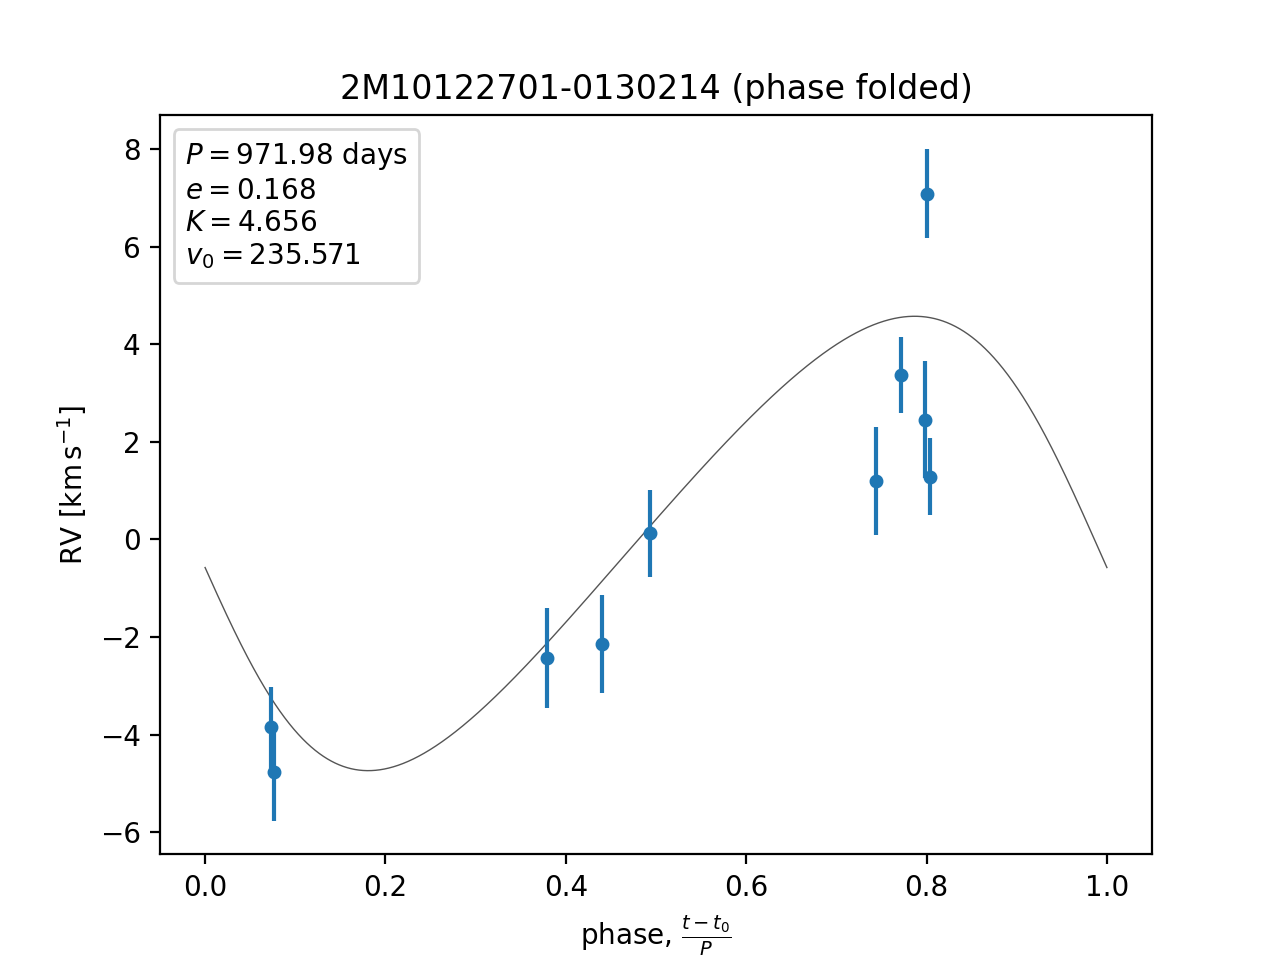 2M10122701-0130214 (phase folded)
P = 971.98 days
e = 0.168
K = 4.656
v₀ = 235.571
8
6
4
2
0
−2
−4
−6
RV [km s⁻¹]
0.0 0.2 0.4 0.6 0.8 1.0
phase, (t − t₀)/P